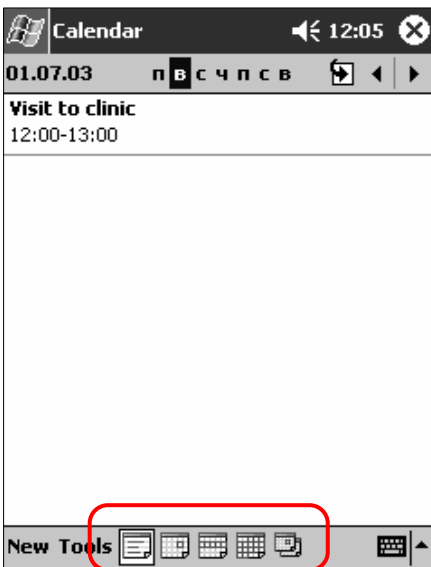 Calendar 12:05
01.07.03 п в с ч п с в
Visit to clinic
12:00-13:00
New Tools